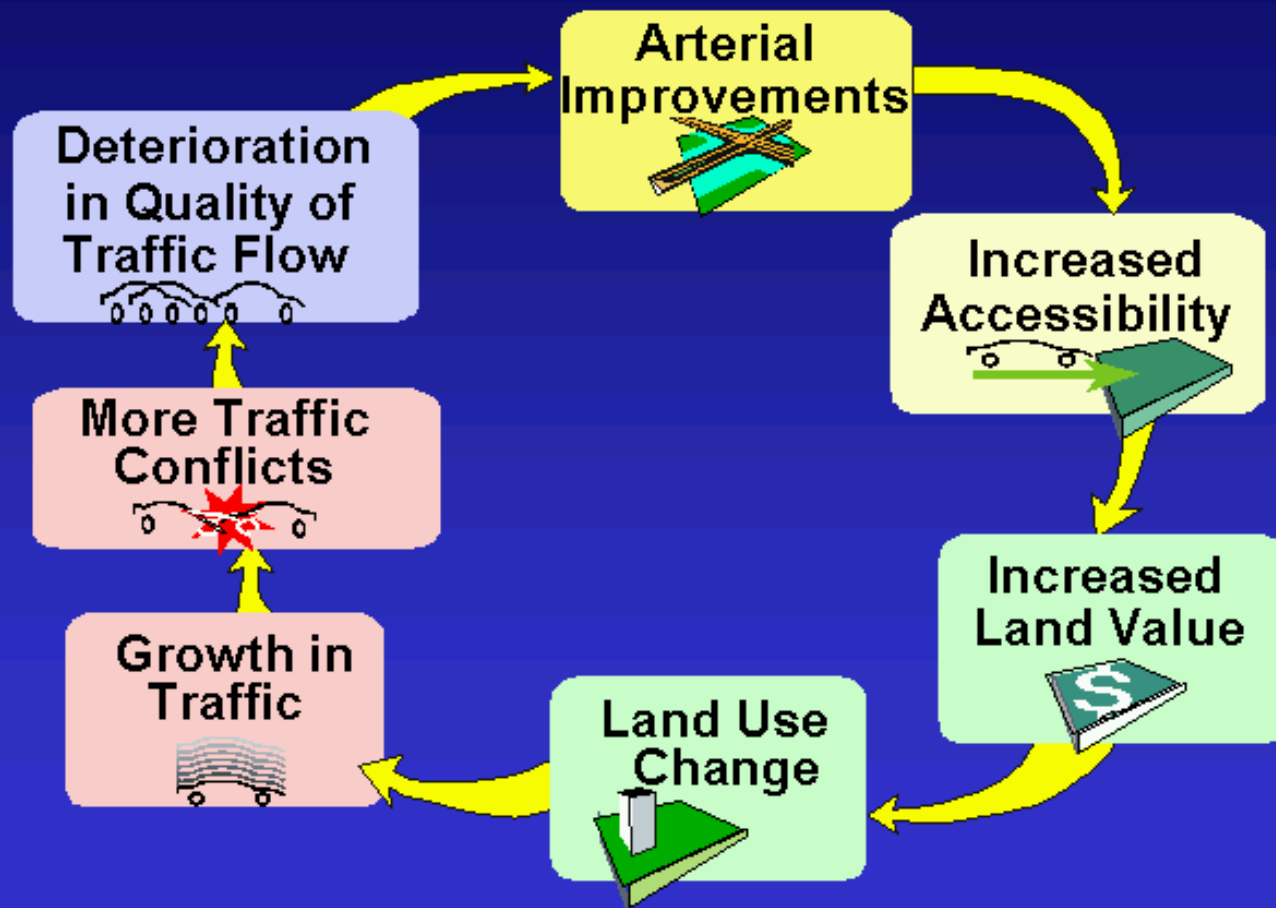 Arterial
Improvements
Increased
Accessibility
Increased
Land Value
$
Land Use
Change
Growth in
Traffic
More Traffic
Conflicts
Deterioration
in Quality of
Traffic Flow